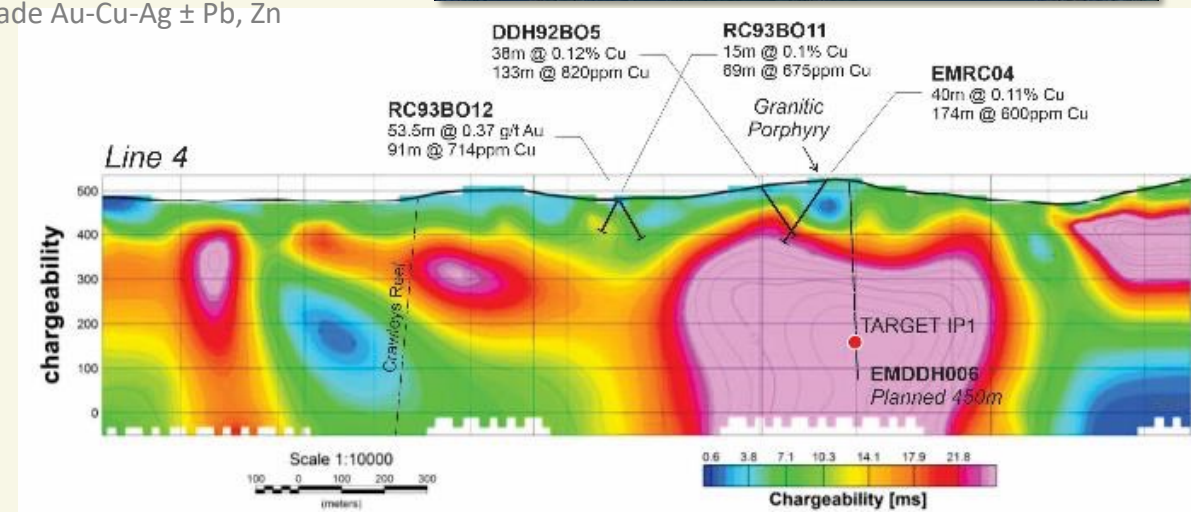 ade Au-Cu-Ag ± Pb, Zn
DDH92BO5
38m @ 0.12% Cu
133m @ 820ppm Cu
RC93BO11
15m @ 0.1% Cu
69m @ 675ppm Cu
EMRC04
40m @ 0.11% Cu
174m @ 600ppm Cu
RC93BO12
53.5m @ 0.37 g/t Au
91m @ 714ppm Cu
Granitic
Porphyry
Line 4
chargeability
500
400
300
200
100
0
Crawleys Reef
TARGET IP1
EMDDH006
Planned 450m
Scale 1:10000
100 0 100 200 300
(meters)
0.6 3.8 7.1 10.3 14.1 17.9 21.8
Chargeability [ms]